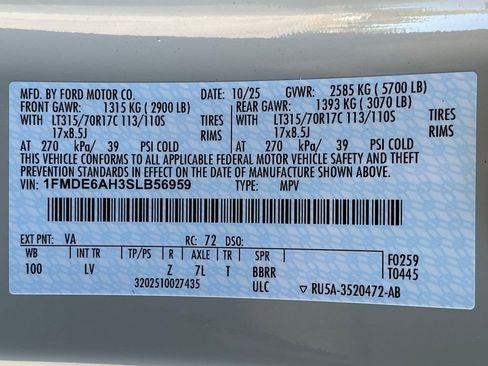 MFD. BY FORD MOTOR CO. DATE: 10/25 GVWR: 2585 KG ( 5700 LB)
FRONT GAWR: 1315 KG ( 2900 LB) REAR GAWR: 1393 KG ( 3070 LB)
WITH LT315/70R17C 113/110S TIRES WITH LT315/70R17C 113/110S TIRES
17x8.5J RIMS 17x8.5J RIMS
AT 270 kPa/ 39 PSI COLD AT 270 kPa/ 39 PSI COLD
THIS VEHICLE CONFORMS TO ALL APPLICABLE FEDERAL MOTOR VEHICLE SAFETY AND THEFT
PREVENTION STANDARDS IN EFFECT ON THE DATE OF MANUFACTURE SHOWN ABOVE.
VIN: 1FMDE6AH3SLB56959 TYPE: MPV
EXT PNT: VA RC: 72 DSO:
WB INT TR TP/PS R AXLE TR SPR F0259
100 LV Z 7L T BBRR T0445
3202510027435 ULC ▽ RU5A-3520472-AB